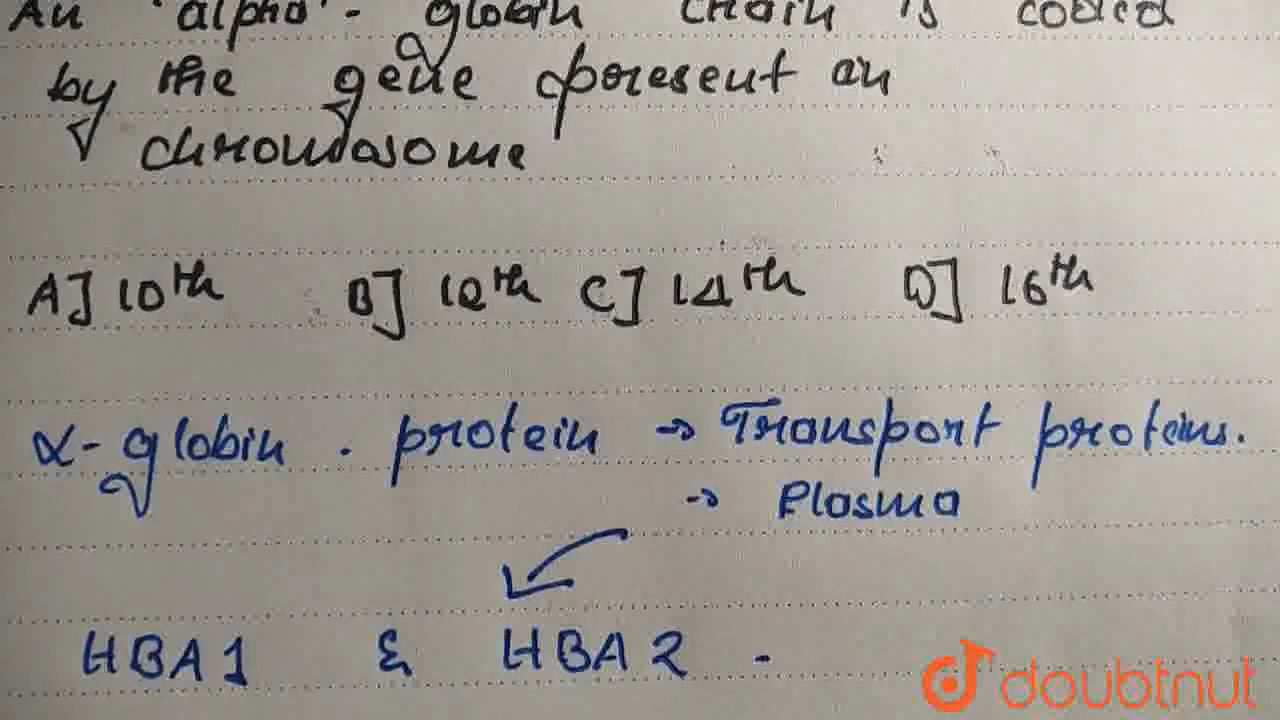 An 'alpha' - globin chain is coded
by the gene present on
chromosome
A] 10th B] 12th C] 14th D] 16th
α-globin . protein → Transport proteins.
→ Plasma
HBA1 & HBA2 -
doubtnut